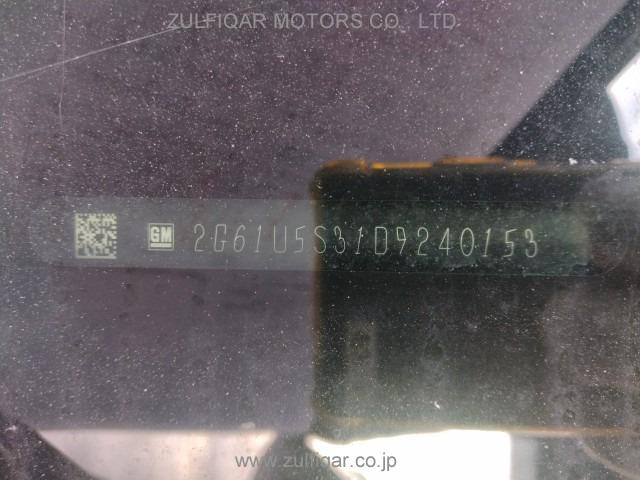 ZULFIQAR MOTORS CO. LTD.
GM 2G61U5S31D9240153
@ www.zulfiqar.co.jp